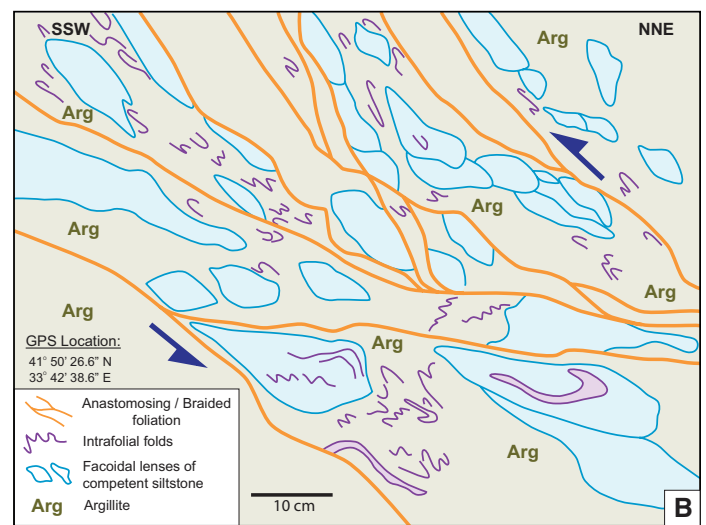 SSW
NNE
Arg
Arg
Arg
Arg
Arg
Arg
Arg
Arg
GPS Location:
41° 50' 26.6" N
33° 42' 38.6" E
Anastomosing / Braided
foliation
Intrafolial folds
Facoidal lenses of
competent siltstone
Arg Argillite
10 cm
B